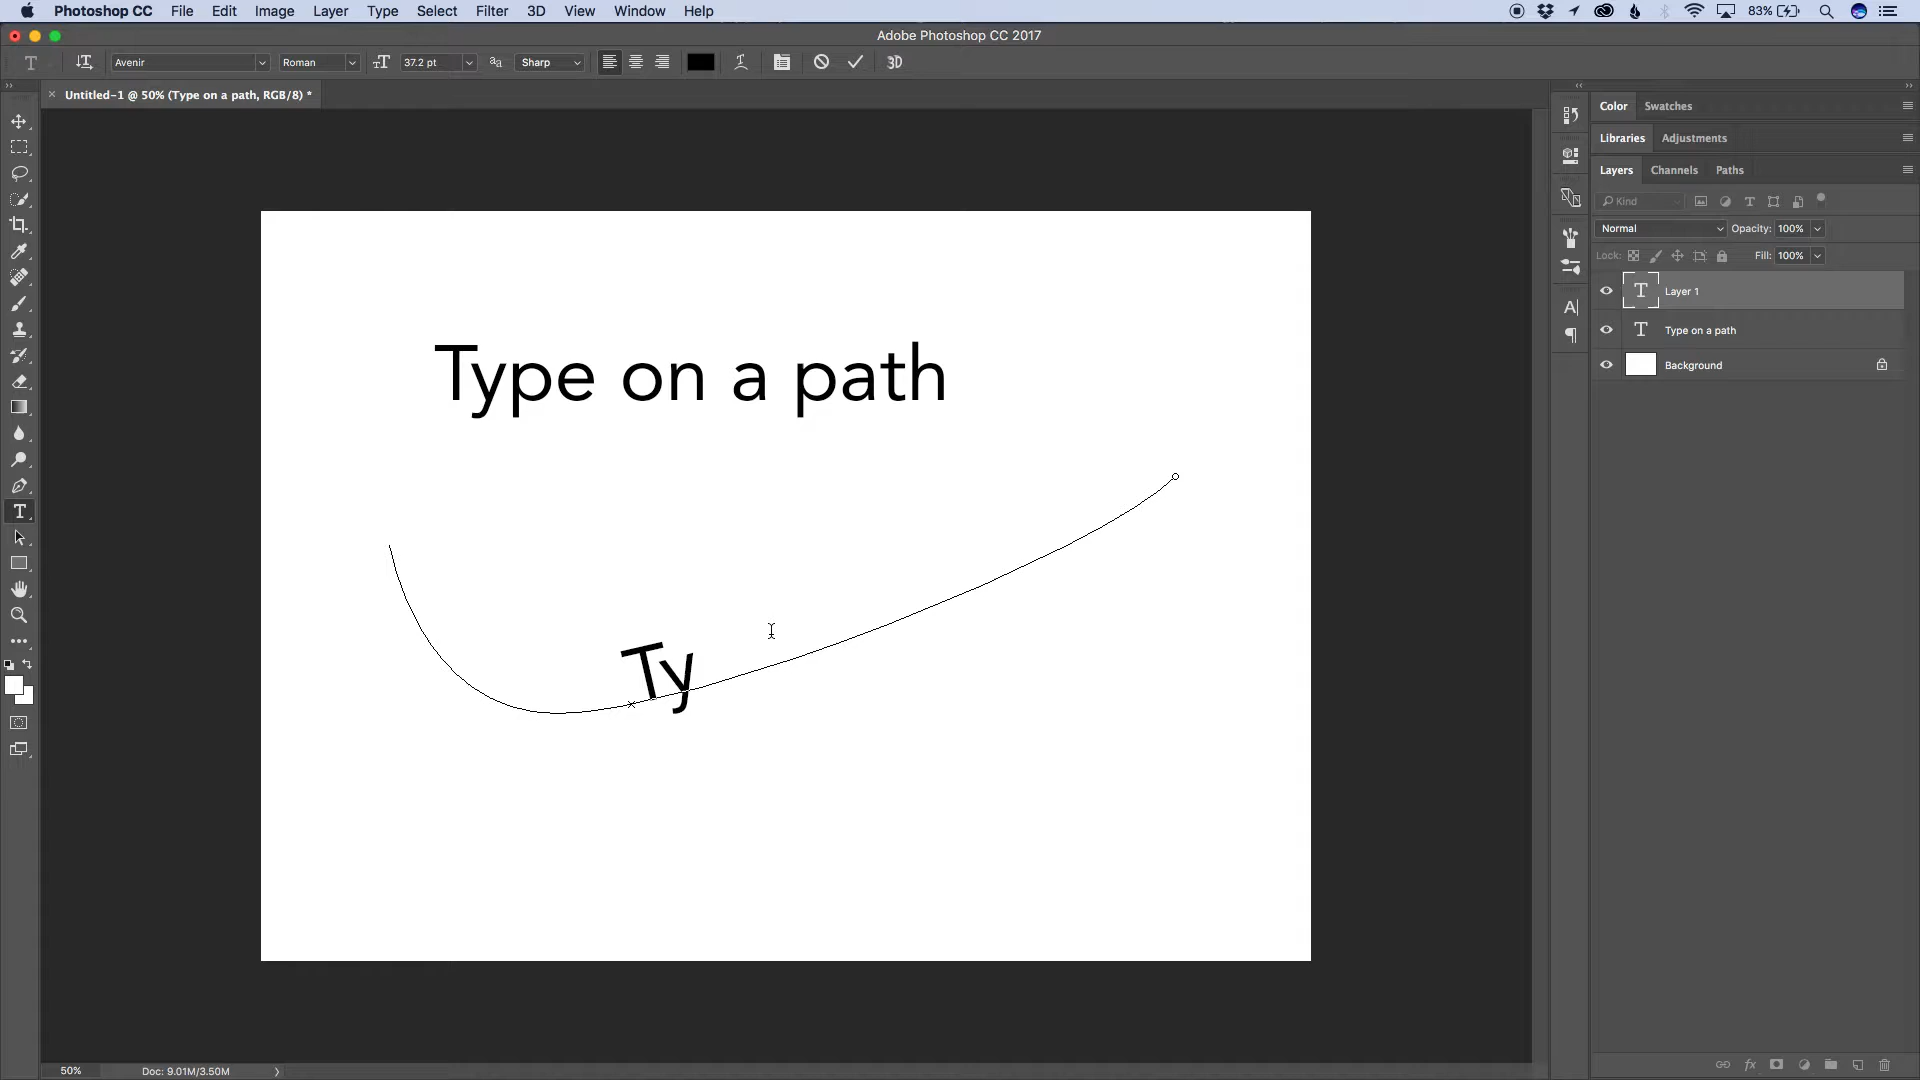 Photoshop CC File Edit Image Layer Type Select Filter 3D View Window Help 83%
Adobe Photoshop CC 2017
T Avenir Roman 37.2 pt Sharp 3D
× Untitled-1 @ 50% (Type on a path, RGB/8) *
Color Swatches
Libraries Adjustments
Layers Channels Paths
Kind
Normal Opacity: 100%
Lock: Fill: 100%
T Layer 1
T Type on a path
Background
Type on a path
Ty
50% Doc: 9.01M/3.50M
fx